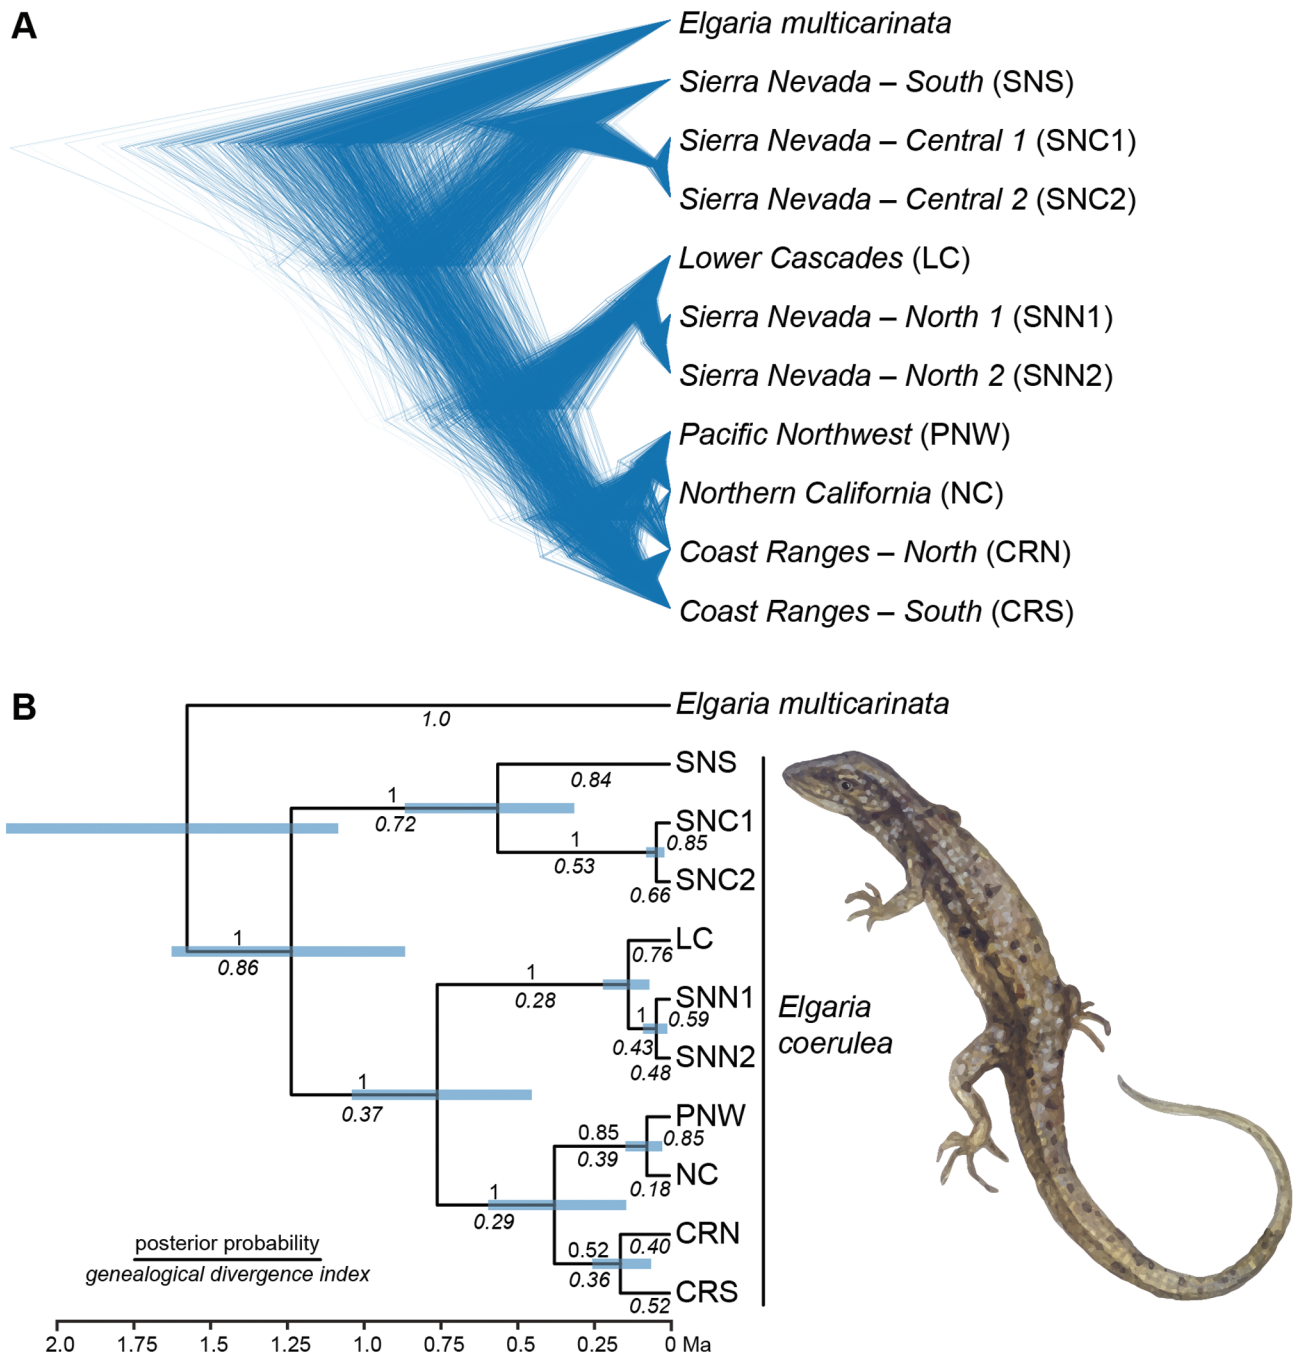 A
Elgaria multicarinata
Sierra Nevada – South (SNS)
Sierra Nevada – Central 1 (SNC1)
Sierra Nevada – Central 2 (SNC2)
Lower Cascades (LC)
Sierra Nevada – North 1 (SNN1)
Sierra Nevada – North 2 (SNN2)
Pacific Northwest (PNW)
Northern California (NC)
Coast Ranges – North (CRN)
Coast Ranges – South (CRS)
B
Elgaria multicarinata
1.0
SNS
0.84
1
0.72
SNC1
0.85
1
0.53
SNC2
0.66
1
0.86
LC
0.76
1
0.28
SNN1
0.59
1
0.43
SNN2
0.48
Elgaria
coerulea
1
0.37
PNW
0.85
0.85
0.39
NC
0.18
1
0.29
CRN
0.40
0.52
0.36
CRS
0.52
posterior probability
genealogical divergence index
2.0 1.75 1.5 1.25 1.0 0.75 0.5 0.25 0 Ma